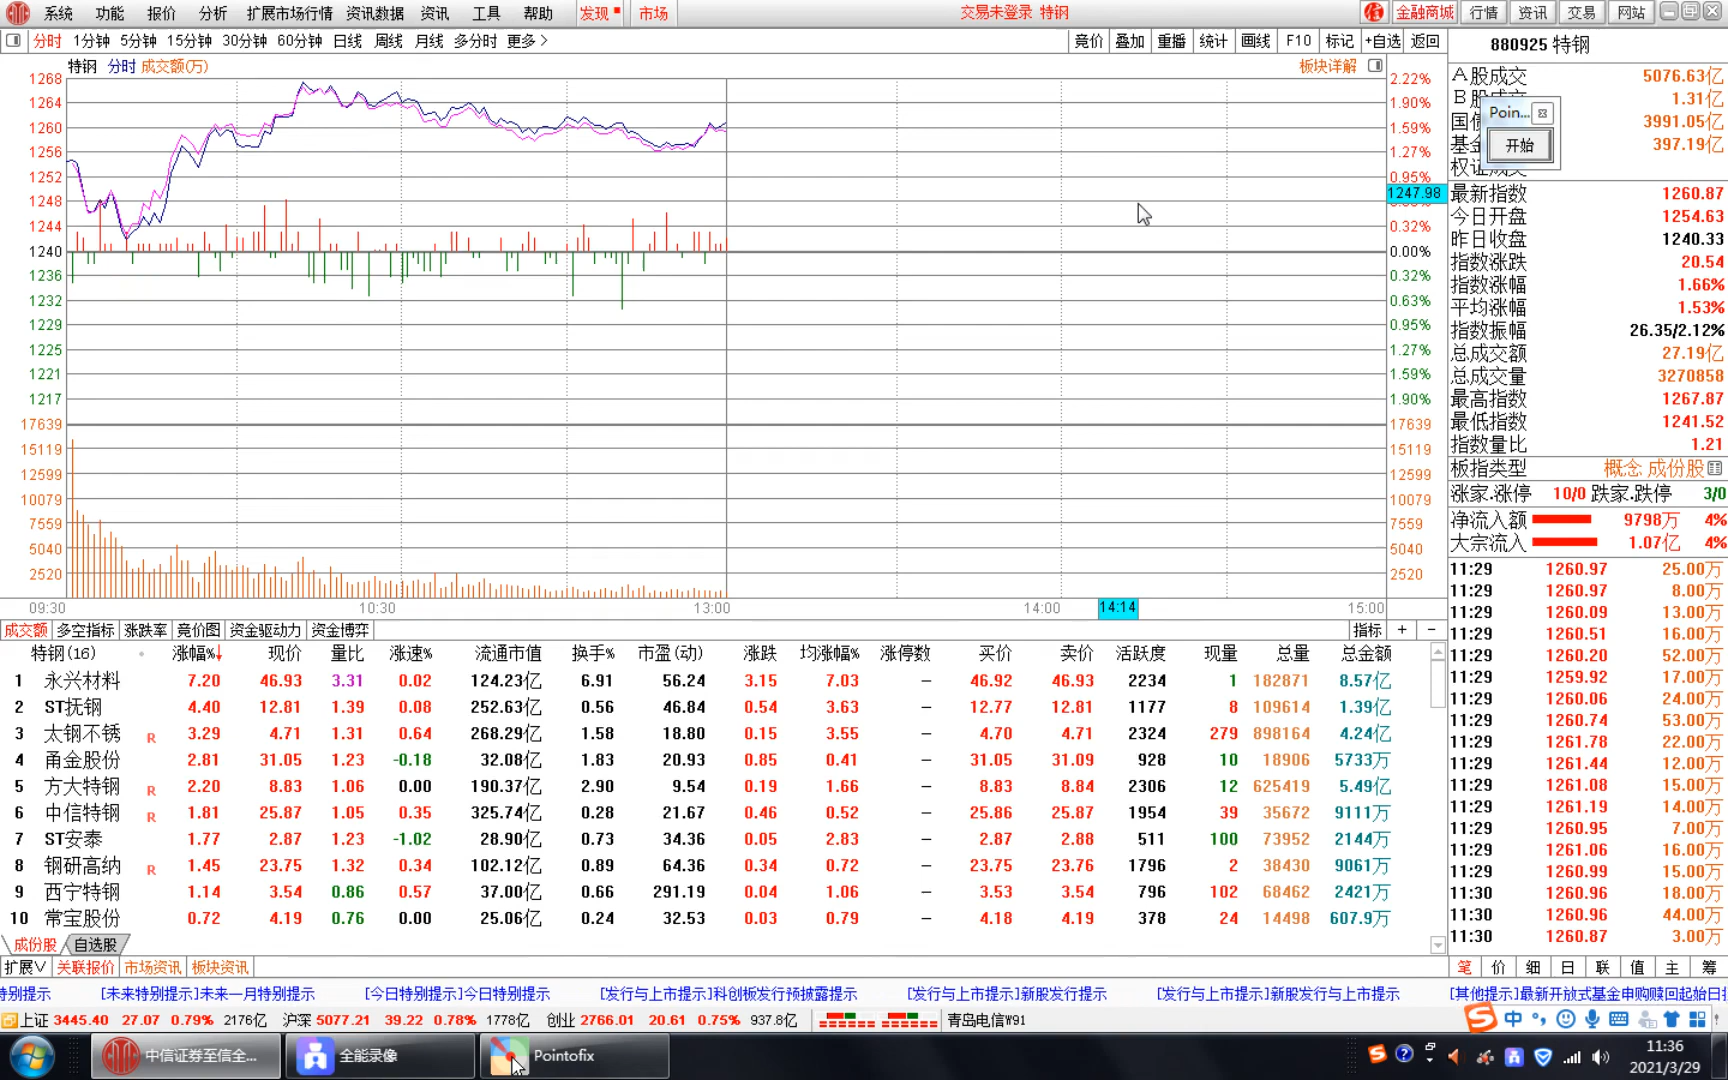 系统 功能 报价 分析 扩展市场行情 资讯数据 资讯 工具 帮助 发现 市场 交易未登录 特钢 金融商城 行情 资讯 交易 网站
分时 1分钟 5分钟 15分钟 30分钟 60分钟 日线 周线 月线 多分时 更多 竞价 叠加 重播 统计 画线 F10 标记 +自选 返回
880925 特钢
特钢 分时 成交额(万) 板块详解
1268 2.22%
1264 1.90%
1260 1.59%
1256 1.27%
1252 0.95%
1248 1247.98
1244 0.32%
1240 0.00%
1236 0.32%
1232 0.63%
1229 0.95%
1225 1.27%
1221 1.59%
1217 1.90%
17639 17639
15119 15119
12599 12599
10079 10079
7559 7559
5040 5040
2520 2520
09:30 10:30 13:00 14:00 14:14 15:00
A股成交 5076.63亿
B股成交 1.31亿
国债 3991.05亿
基金 397.19亿
权证成交
Poin...
开始
最新指数 1260.87
今日开盘 1254.63
昨日收盘 1240.33
指数涨跌 20.54
指数涨幅 1.66%
平均涨幅 1.53%
指数振幅 26.35/2.12%
总成交额 27.19亿
总成交量 3270858
最高指数 1267.87
最低指数 1241.52
指数量比 1.21
板指类型 概念 成份股
涨家.涨停 10/0 跌家.跌停 3/0
净流入额 9798万 4%
大宗流入 1.07亿 4%
11:29 1260.97 25.00万
11:29 1260.97 8.00万
11:29 1260.09 13.00万
11:29 1260.51 16.00万
11:29 1260.20 52.00万
11:29 1259.92 17.00万
11:29 1260.06 24.00万
11:29 1260.74 53.00万
11:29 1261.78 22.00万
11:29 1261.44 12.00万
11:29 1261.08 15.00万
11:29 1261.19 14.00万
11:29 1260.95 7.00万
11:29 1261.06 16.00万
11:29 1260.99 15.00万
11:30 1260.96 18.00万
11:30 1260.96 44.00万
11:30 1260.87 3.00万
笔 价 细 日 联 值 主 筹
成交额 多空指标 涨跌率 竞价图 资金驱动力 资金博弈 指标 + −
特钢(16) 涨幅%↓ 现价 量比 涨速% 流通市值 换手% 市盈(动) 涨跌 均涨幅% 涨停数 买价 卖价 活跃度 现量 总量 总金额
1 永兴材料 7.20 46.93 3.31 0.02 124.23亿 6.91 56.24 3.15 7.03 – 46.92 46.93 2234 1 182871 8.57亿
2 ST抚钢 4.40 12.81 1.39 0.08 252.63亿 0.56 46.84 0.54 3.63 – 12.77 12.81 1177 8 109614 1.39亿
3 太钢不锈 R 3.29 4.71 1.31 0.64 268.29亿 1.58 18.80 0.15 3.55 – 4.70 4.71 2324 279 898164 4.24亿
4 甬金股份 2.81 31.05 1.23 -0.18 32.08亿 1.83 20.93 0.85 0.41 – 31.05 31.09 928 10 18906 5733万
5 方大特钢 R 2.20 8.83 1.06 0.00 190.37亿 2.90 9.54 0.19 1.66 – 8.83 8.84 2306 12 625419 5.49亿
6 中信特钢 R 1.81 25.87 1.05 0.35 325.74亿 0.28 21.67 0.46 0.52 – 25.86 25.87 1954 39 35672 9111万
7 ST安泰 1.77 2.87 1.23 -1.02 28.90亿 0.73 34.36 0.05 2.83 – 2.87 2.88 511 100 73952 2144万
8 钢研高纳 R 1.45 23.75 1.32 0.34 102.12亿 0.89 64.36 0.34 0.72 – 23.75 23.76 1796 2 38430 9061万
9 西宁特钢 1.14 3.54 0.86 0.57 37.00亿 0.66 291.19 0.04 1.06 – 3.53 3.54 796 102 68462 2421万
10 常宝股份 0.72 4.19 0.76 0.00 25.06亿 0.24 32.53 0.03 0.79 – 4.18 4.19 378 24 14498 607.9万
成份股 自选股
扩展 关联报价 市场资讯 板块资讯
特别提示 [未来特别提示]未来一月特别提示 [今日特别提示]今日特别提示 [发行与上市提示]科创板发行预披露提示 [发行与上市提示]新股发行提示 [发行与上市提示]新股发行与上市提示 [其他提示]最新开放式基金申购赎回起始日
上证 3445.40 27.07 0.79% 2176亿 沪深 5077.21 39.22 0.78% 1778亿 创业 2766.01 20.61 0.75% 937.8亿 青岛电信W91
中
中信证券至信全... 全能录像 Pointofix
11:36
2021/3/29